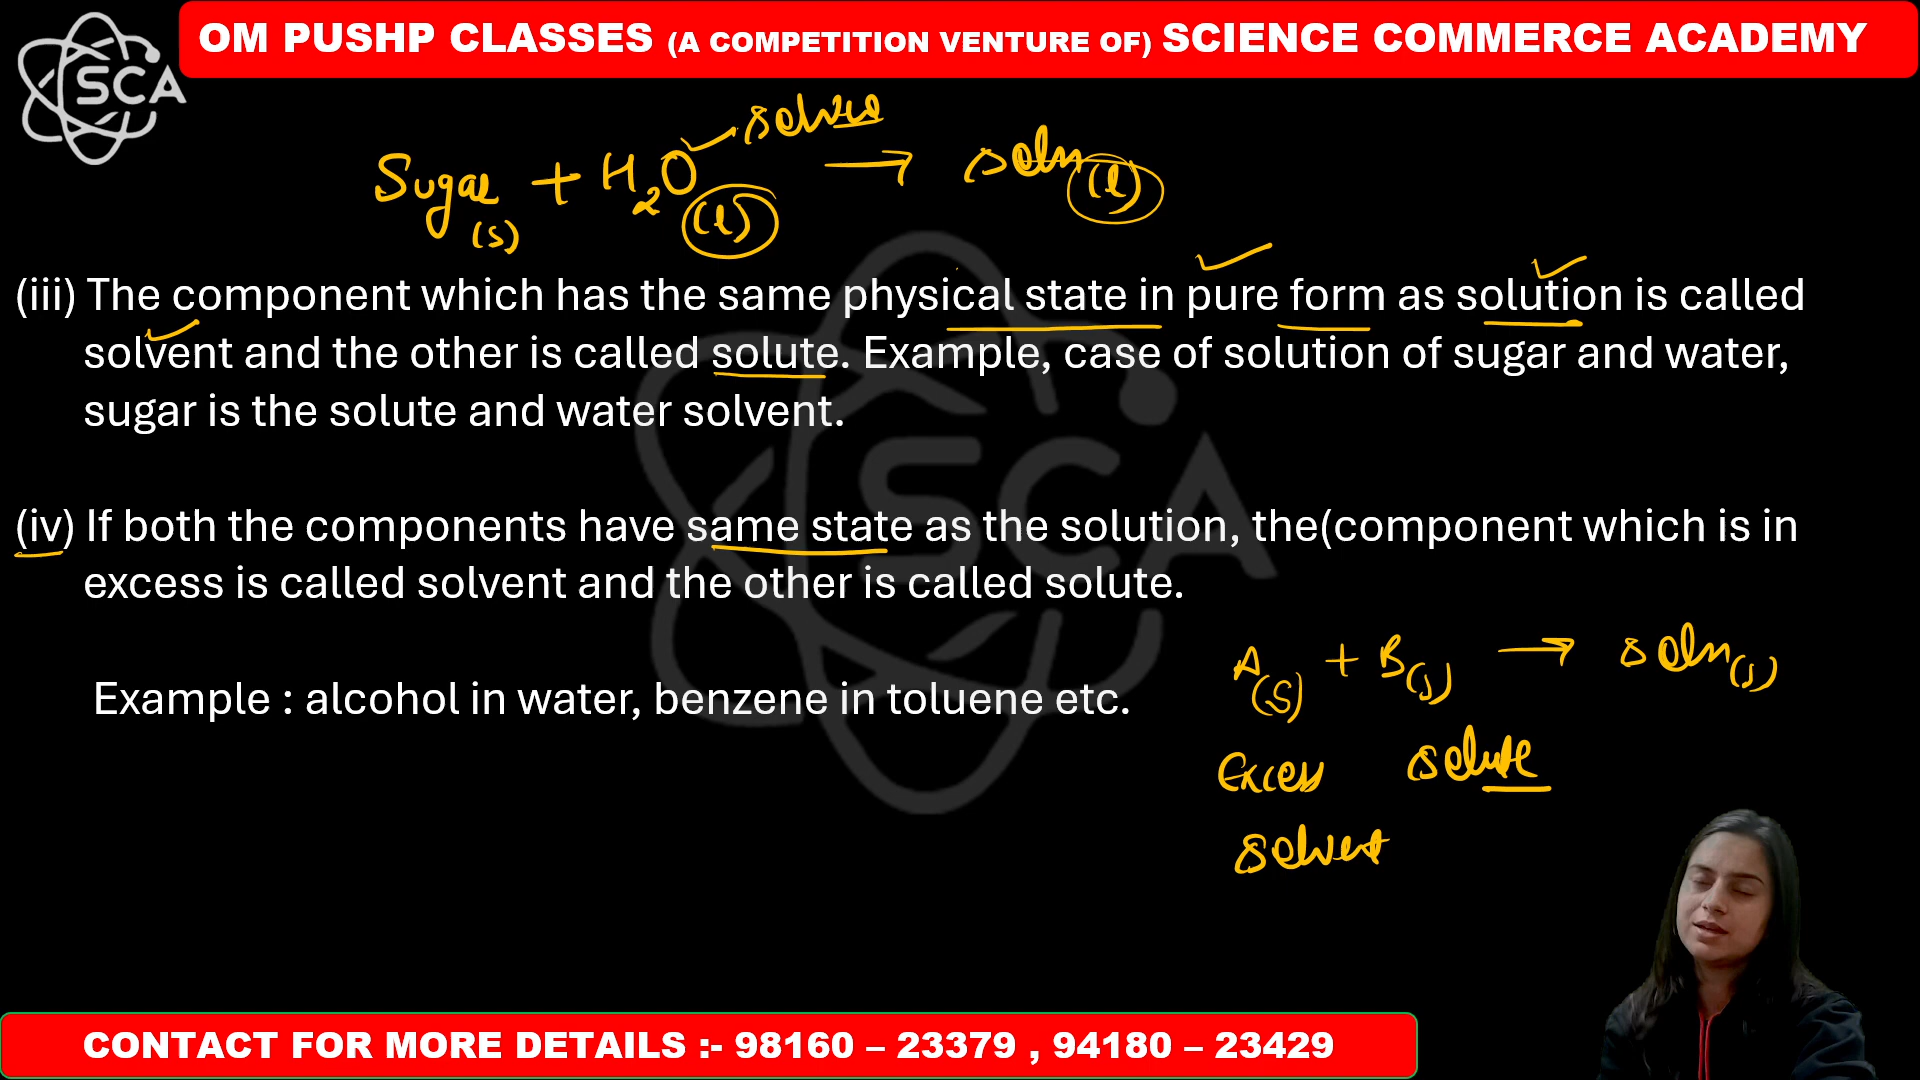 OM PUSHP CLASSES (A COMPETITION VENTURE OF) SCIENCE COMMERCE ACADEMY
SCA
solvent
Sugar(s) + H₂O(l) → soln(l)
(iii) The component which has the same physical state in pure form as solution is called
solvent and the other is called solute. Example, case of solution of sugar and water,
sugar is the solute and water solvent.
SCA
(iv) If both the components have same state as the solution, the(component which is in
excess is called solvent and the other is called solute.
A(s) + B(s) → soln(s)
Example : alcohol in water, benzene in toluene etc.
Excess solute
solvent
CONTACT FOR MORE DETAILS :- 98160 – 23379 , 94180 – 23429